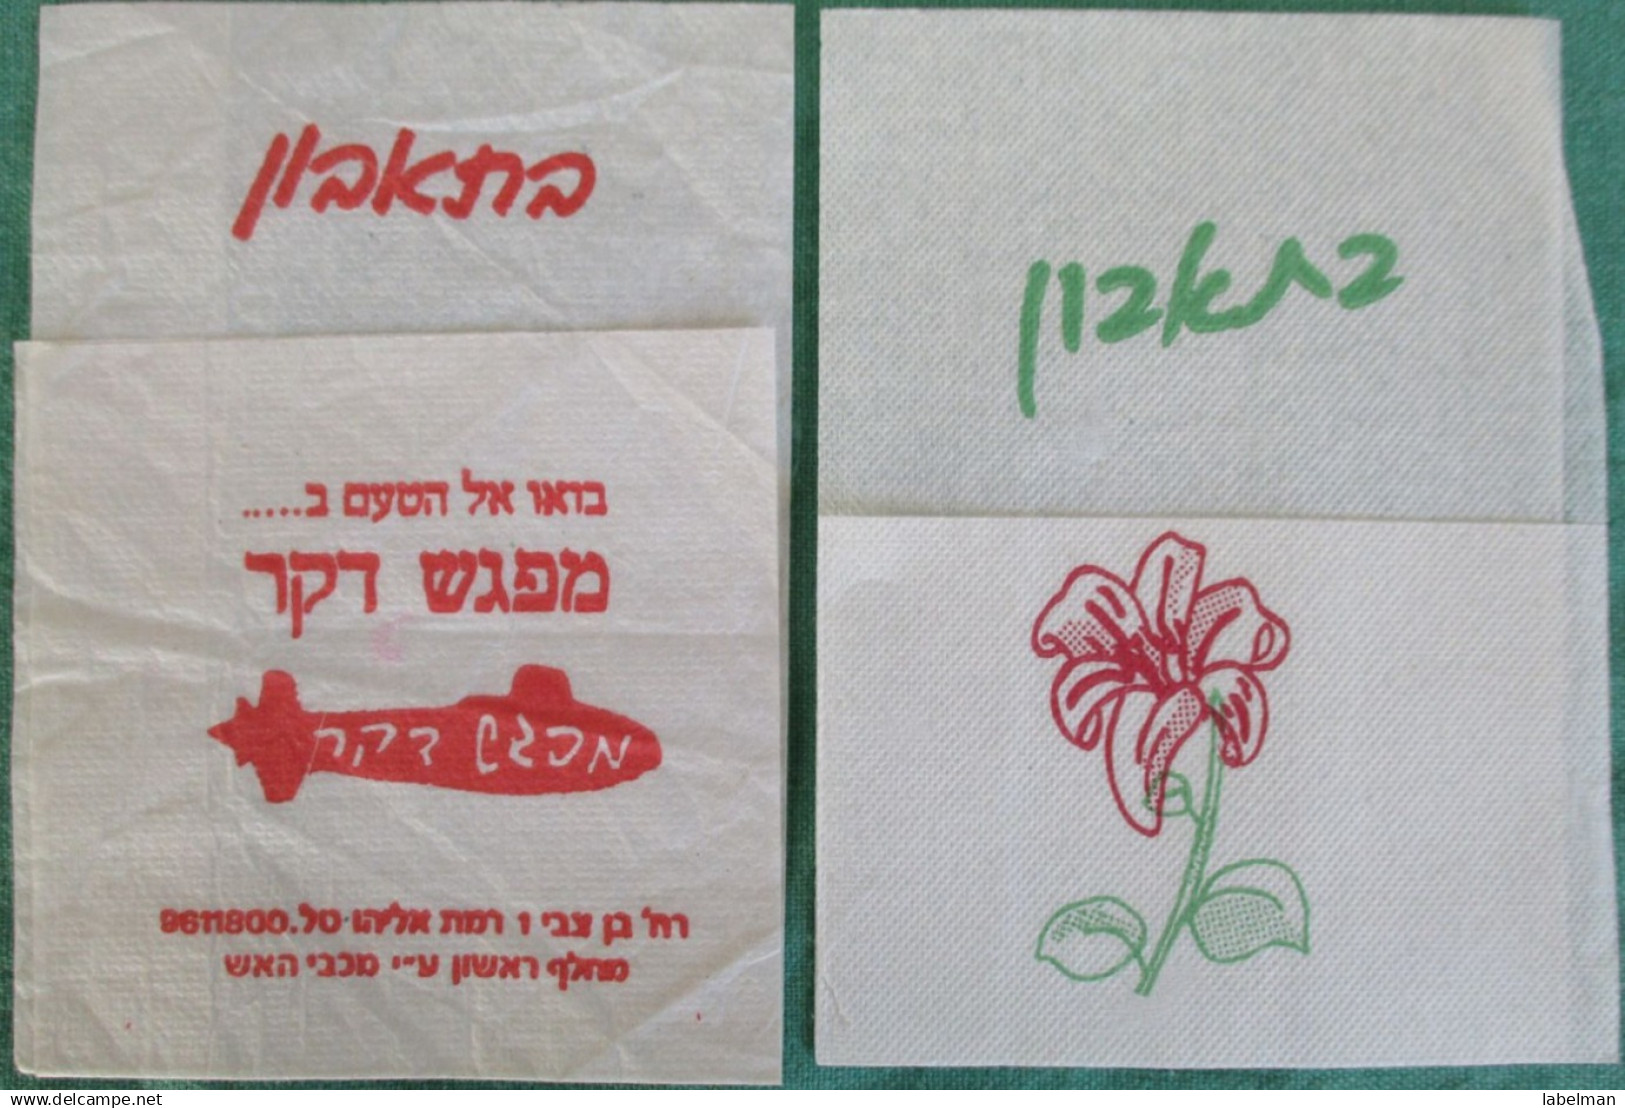 בתאבון
בואו אל הטעם ב.....
מפגש דקר
מפגש דקר
רח' בן צבי 1 רמת אליהו טל.9611800
מחלף ראשון ע״י מכבי האש
בתאבון
delcampe.net
labelman